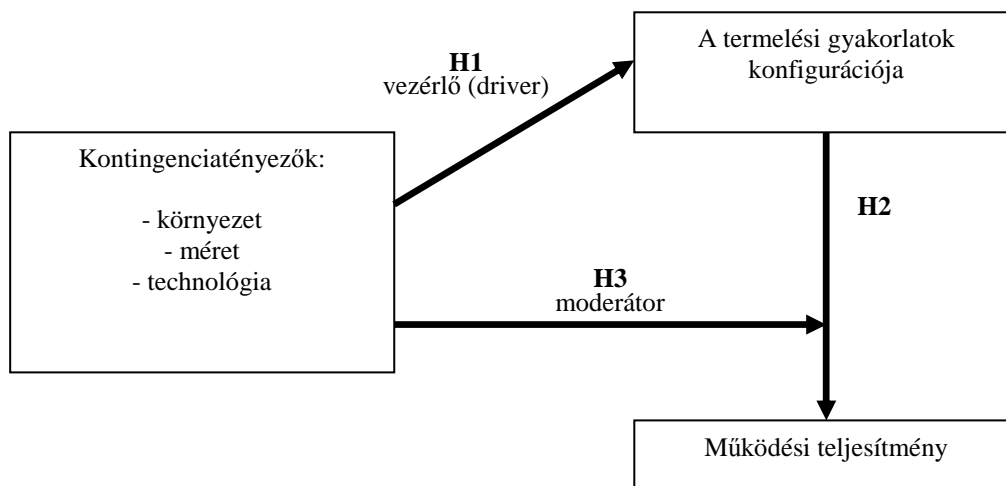 A termelési gyakorlatok
konfigurációja
H1
vezérlő (driver)
Kontingenciatényezők:
- környezet
- méret
- technológia
H2
H3
moderátor
Működési teljesítmény